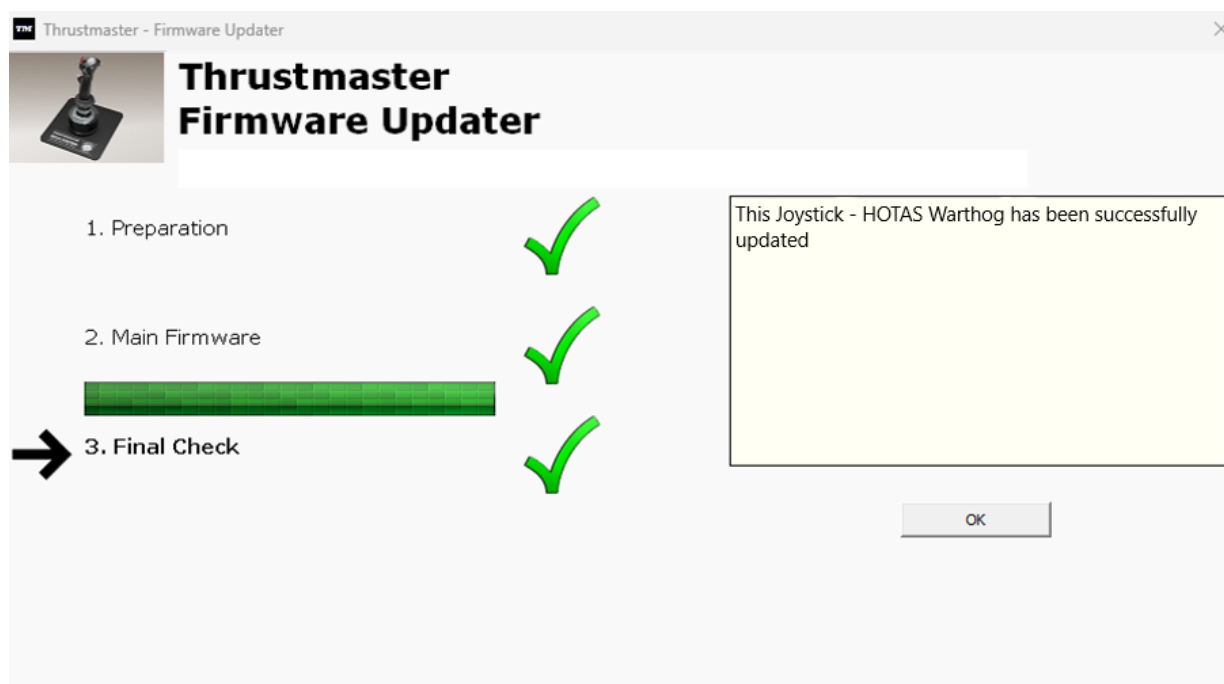 TM Thrustmaster - Firmware Updater
Thrustmaster
Firmware Updater
1. Preparation
2. Main Firmware
3. Final Check
This Joystick - HOTAS Warthog has been successfully
updated
OK